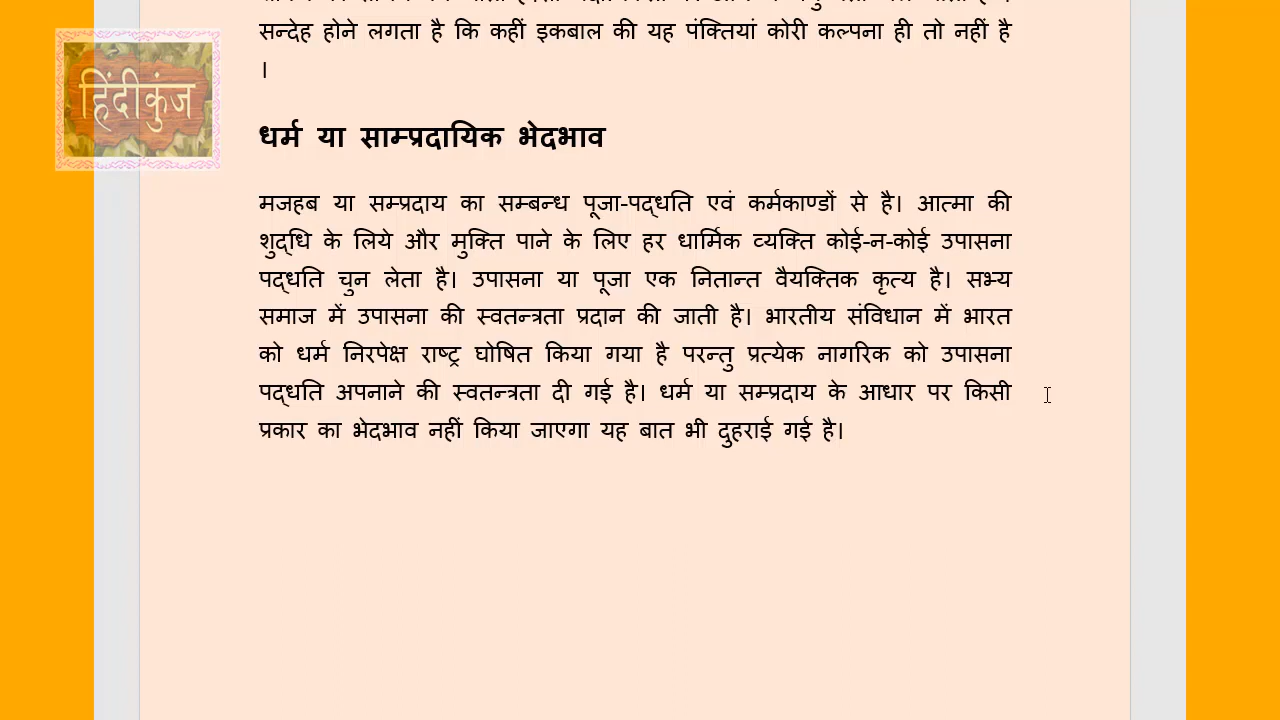 सन्देह होने लगता है कि कहीं इकबाल की यह पंक्तियां कोरी कल्पना ही तो नहीं है
।
हिंदीकुंज
धर्म या साम्प्रदायिक भेदभाव
मजहब या सम्प्रदाय का सम्बन्ध पूजा-पद्धति एवं कर्मकाण्डों से है। आत्मा की
शुद्धि के लिये और मुक्ति पाने के लिए हर धार्मिक व्यक्ति कोई-न-कोई उपासना
पद्धति चुन लेता है। उपासना या पूजा एक नितान्त वैयक्तिक कृत्य है। सभ्य
समाज में उपासना की स्वतन्त्रता प्रदान की जाती है। भारतीय संविधान में भारत
को धर्म निरपेक्ष राष्ट्र घोषित किया गया है परन्तु प्रत्येक नागरिक को उपासना
पद्धति अपनाने की स्वतन्त्रता दी गई है। धर्म या सम्प्रदाय के आधार पर किसी
प्रकार का भेदभाव नहीं किया जाएगा यह बात भी दुहराई गई है।